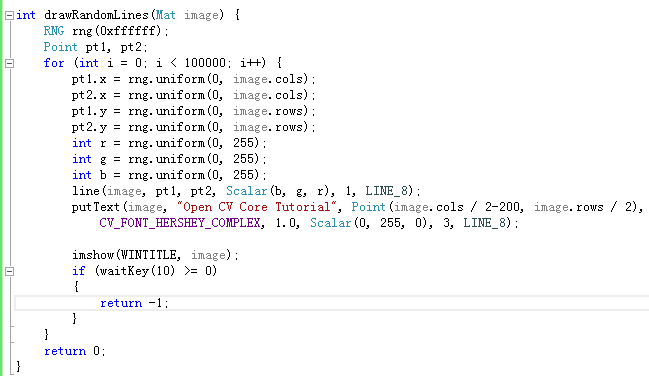 int drawRandomLines(Mat image) {
    RNG rng(0xffffff);
    Point pt1, pt2;
    for (int i = 0; i < 100000; i++) {
        pt1.x = rng.uniform(0, image.cols);
        pt2.x = rng.uniform(0, image.cols);
        pt1.y = rng.uniform(0, image.rows);
        pt2.y = rng.uniform(0, image.rows);
        int r = rng.uniform(0, 255);
        int g = rng.uniform(0, 255);
        int b = rng.uniform(0, 255);
        line(image, pt1, pt2, Scalar(b, g, r), 1, LINE_8);
        putText(image, "Open CV Core Tutorial", Point(image.cols / 2-200, image.rows / 2),
            CV_FONT_HERSHEY_COMPLEX, 1.0, Scalar(0, 255, 0), 3, LINE_8);

        imshow(WINTITLE, image);
        if (waitKey(10) >= 0)
        {
            return -1;
        }
    }
    return 0;
}